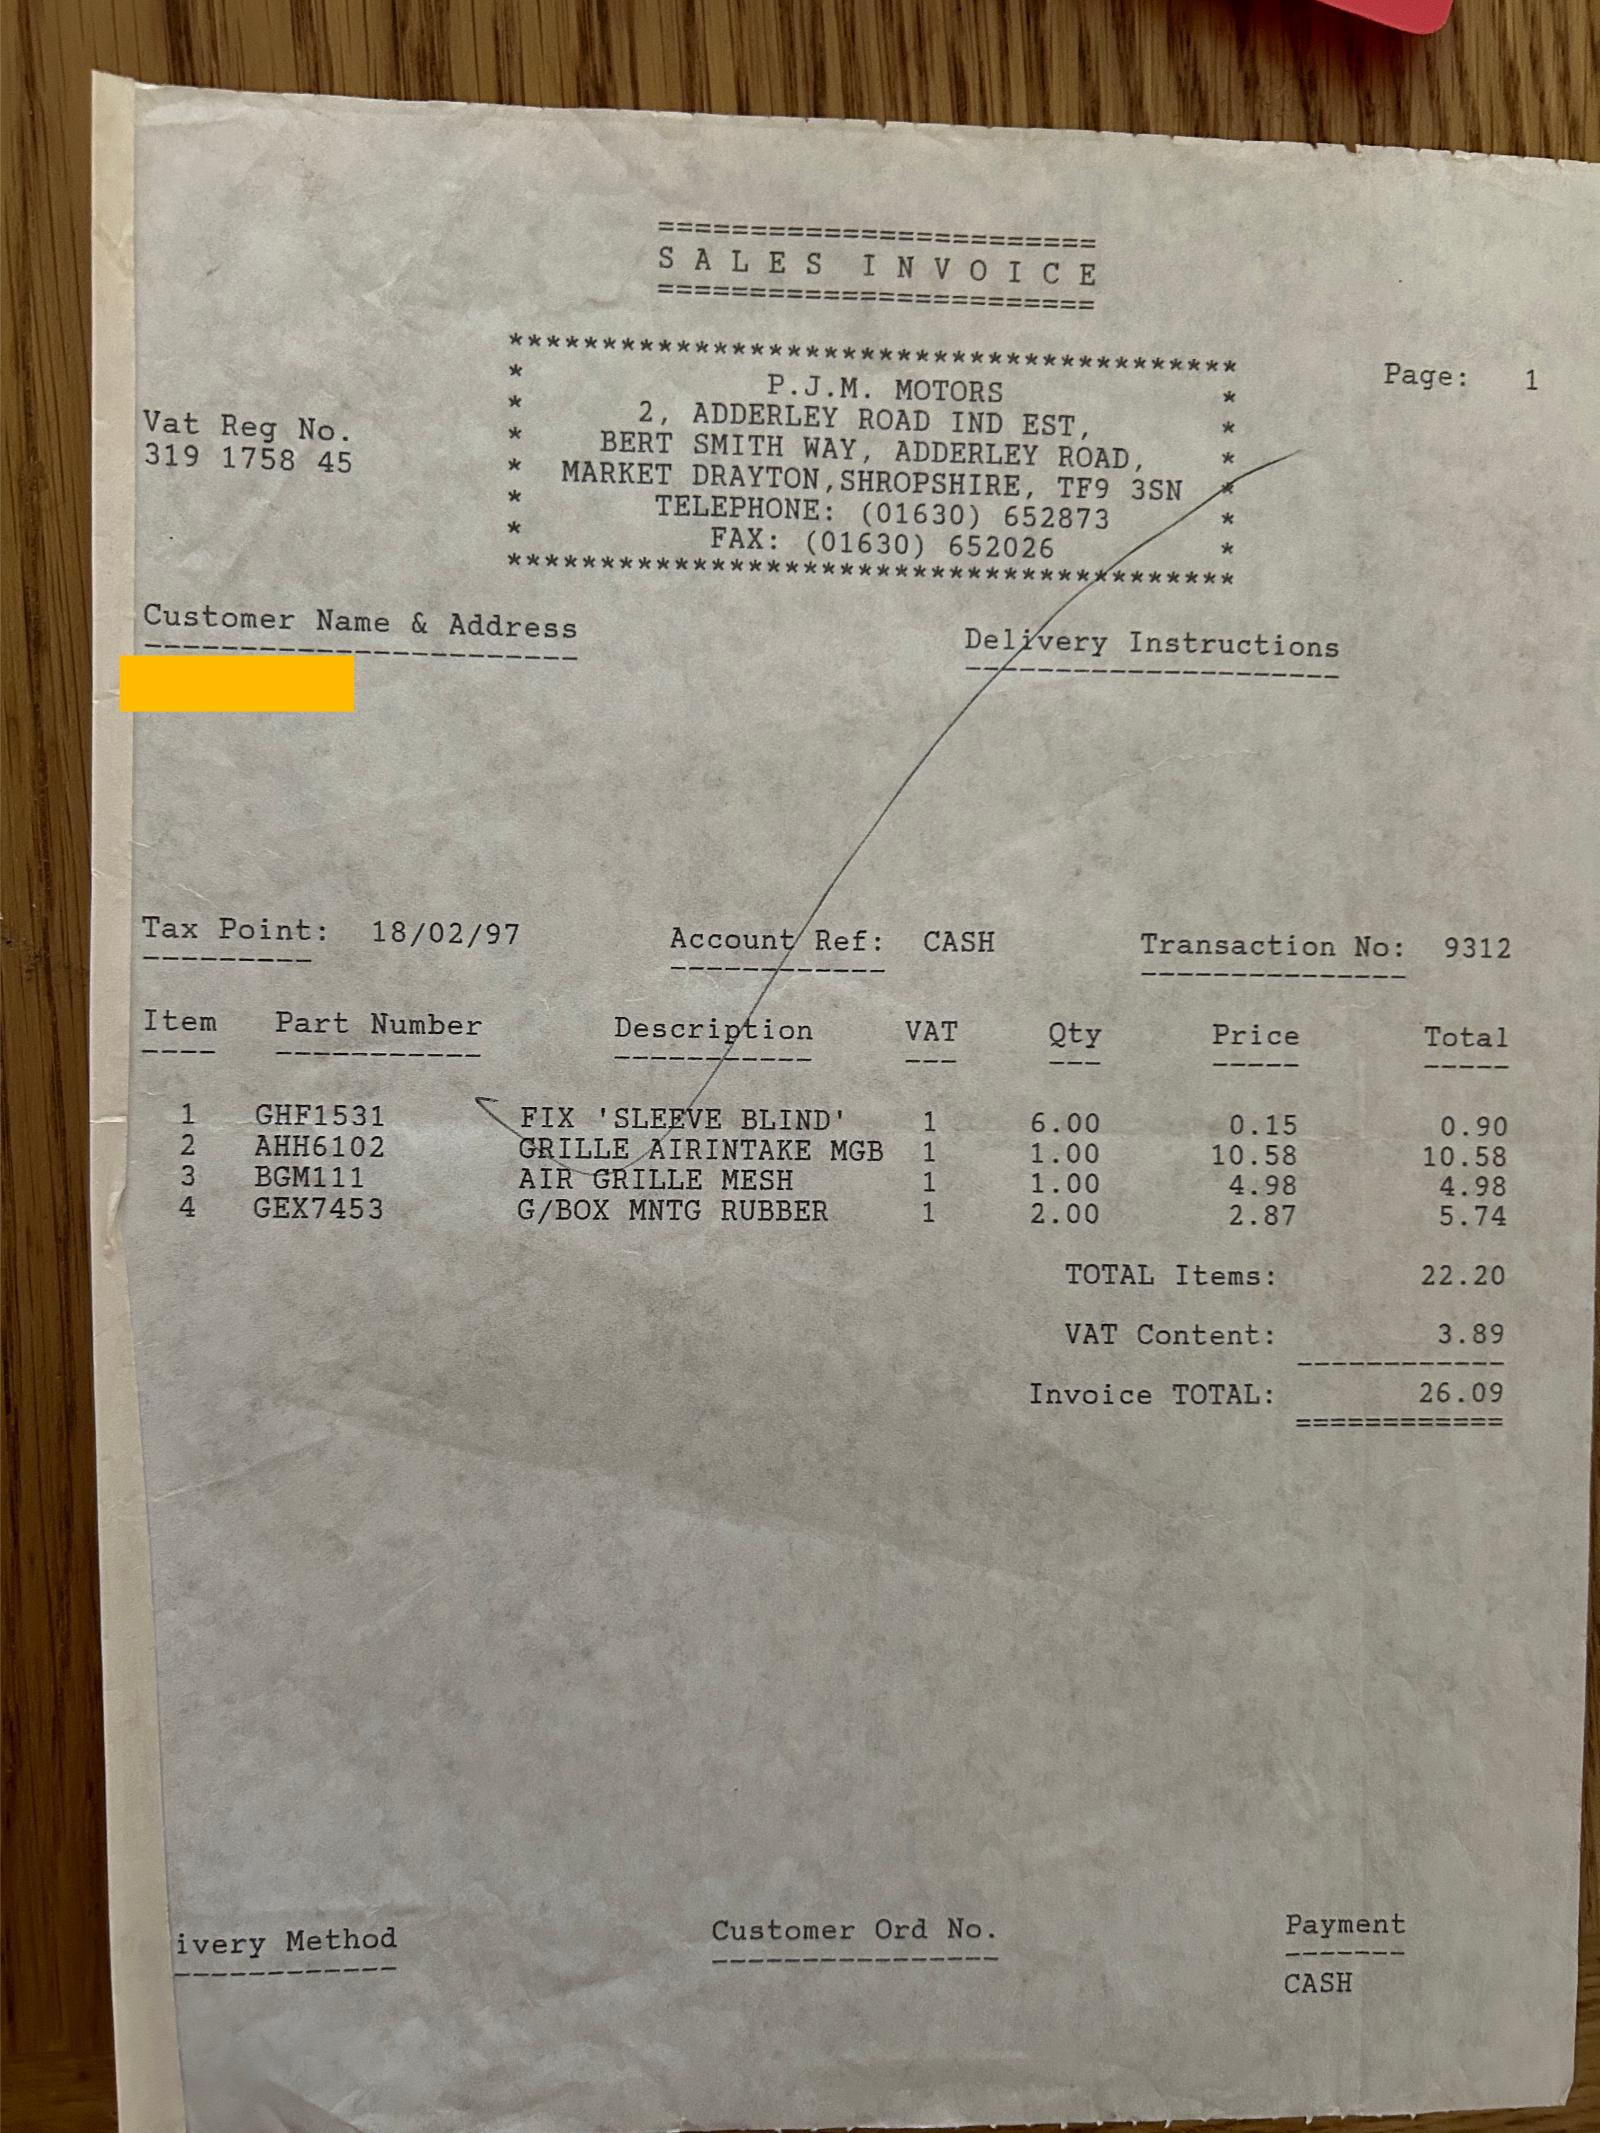 =======================
S A L E S   I N V O I C E
=======================
****************************************
* P.J.M. MOTORS *
* 2, ADDERLEY ROAD IND EST, *
* BERT SMITH WAY, ADDERLEY ROAD, *
* MARKET DRAYTON,SHROPSHIRE, TF9 3SN *
* TELEPHONE: (01630) 652873 *
* FAX: (01630) 652026 *
****************************************
Page: 1
Vat Reg No.
319 1758 45
Customer Name & Address
Delivery Instructions
Tax Point: 18/02/97 Account Ref: CASH Transaction No: 9312
Item Part Number Description VAT Qty Price Total
1 GHF1531 FIX 'SLEEVE BLIND' 1 6.00 0.15 0.90
2 AHH6102 GRILLE AIRINTAKE MGB 1 1.00 10.58 10.58
3 BGM111 AIR GRILLE MESH 1 1.00 4.98 4.98
4 GEX7453 G/BOX MNTG RUBBER 1 2.00 2.87 5.74
TOTAL Items: 22.20
VAT Content: 3.89
Invoice TOTAL: 26.09
ivery Method Customer Ord No. Payment
CASH